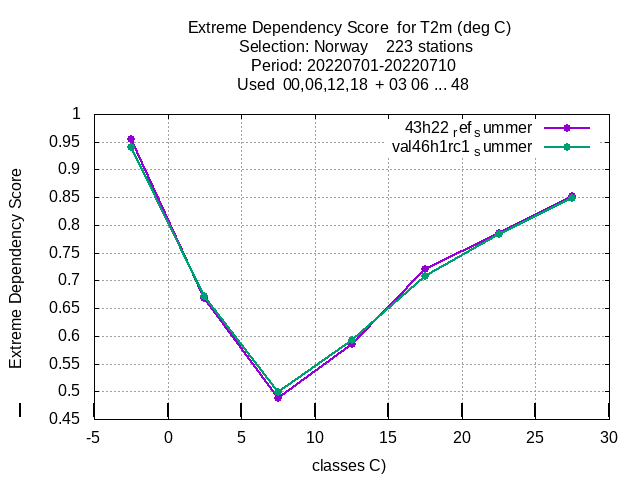 Extreme Dependency Score for T2m (deg C)
Selection: Norway 223 stations
Period: 20220701-20220710
Used 00,06,12,18 + 03 06 ... 48
43h22 ref summer
val46h1rc1 summer
Extreme Dependency Score
1
0.95
0.9
0.85
0.8
0.75
0.7
0.65
0.6
0.55
0.5
0.45
-5 0 5 10 15 20 25 30
classes C)